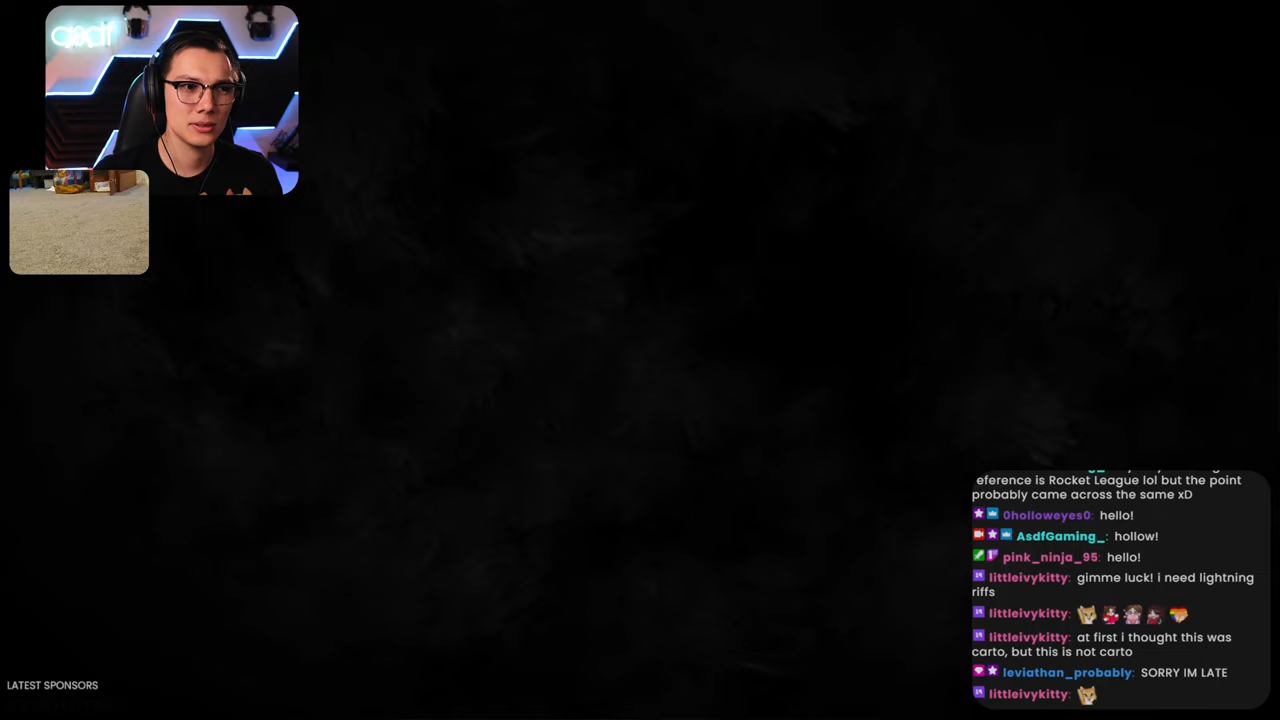 asdf
eference is Rocket League lol but the point
probably came across the same xD
0holloweyes0: hello!
AsdfGaming_: hollow!
pink_ninja_95: hello!
littleivykitty: gimme luck! i need lightning
riffs
littleivykitty:
littleivykitty: at first i thought this was
carto, but this is not carto
leviathan_probably: SORRY IM LATE
littleivykitty:
LATEST SPONSORS